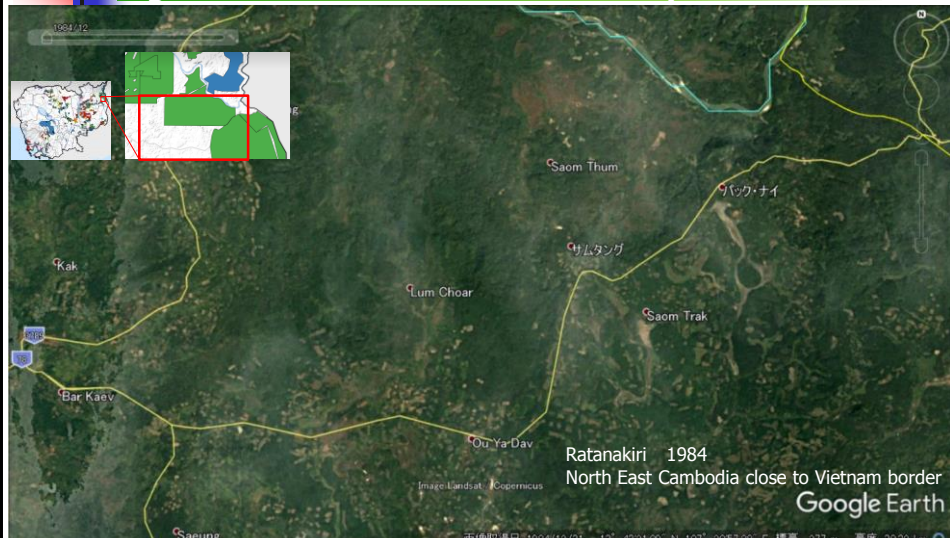 1984/12
Saom Thum
バック・ナイ
サムタング
Kak
Lum Choar
Saom Trak
Bar Kaev
Ou Ya Dav
Ratanakiri 1984
North East Cambodia close to Vietnam border
Image Landsat / Copernicus
Google Earth
Saeung